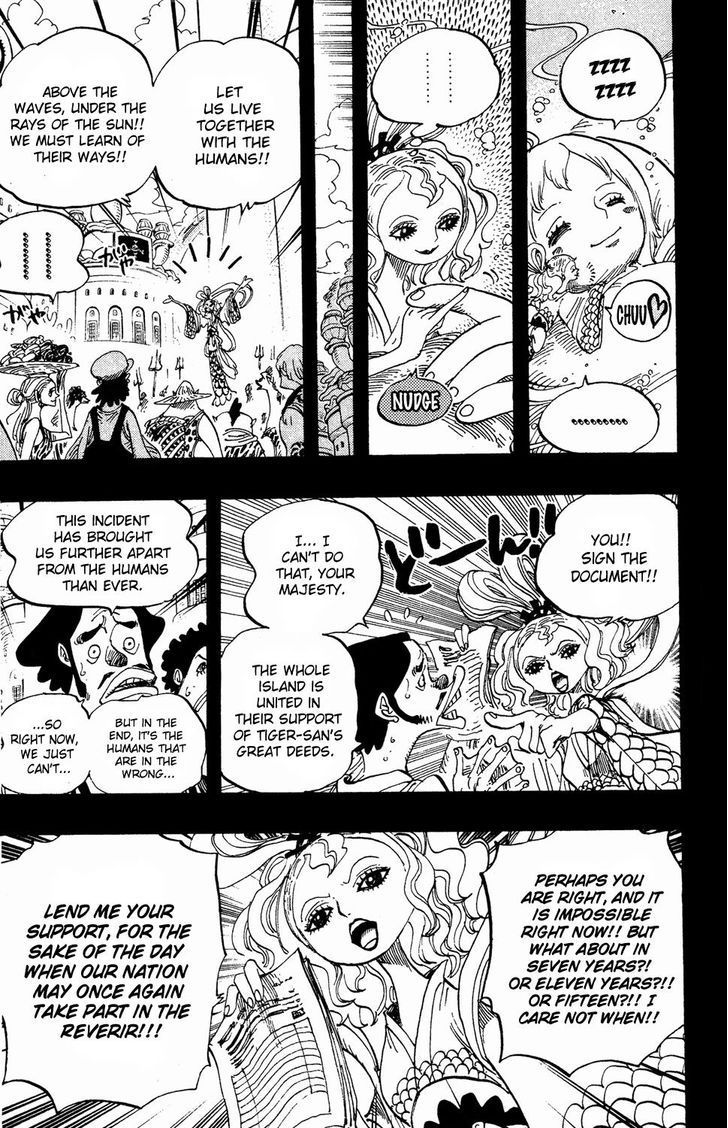 ZZZZ
ZZZZ
CHUU♡
............
......
......
NUDGE
LET
US LIVE
TOGETHER
WITH THE
HUMANS!!
ABOVE THE
WAVES, UNDER THE
RAYS OF THE SUN!!
WE MUST LEARN OF
THEIR WAYS!!
ガヤ
ガヤ
......
......
YOU!!
SIGN THE
DOCUMENT!!
どーん!!
I... I
CAN'T DO
THAT, YOUR
MAJESTY.
THE WHOLE
ISLAND IS
UNITED IN
THEIR SUPPORT
OF TIGER-SAN'S
GREAT DEEDS.
THIS INCIDENT
HAS BROUGHT
US FURTHER APART
FROM THE HUMANS
THAN EVER.
BUT IN THE
END, IT'S THE
HUMANS THAT
ARE IN THE
WRONG...
...SO
RIGHT NOW,
WE JUST
CAN'T...
PERHAPS YOU
ARE RIGHT, AND IT
IS IMPOSSIBLE
RIGHT NOW!! BUT
WHAT ABOUT IN
SEVEN YEARS?!
OR ELEVEN YEARS?!!
OR FIFTEEN?!! I
CARE NOT WHEN!!
LEND ME YOUR
SUPPORT, FOR THE
SAKE OF THE DAY
WHEN OUR NATION
MAY ONCE AGAIN
TAKE PART IN THE
REVERIR!!!